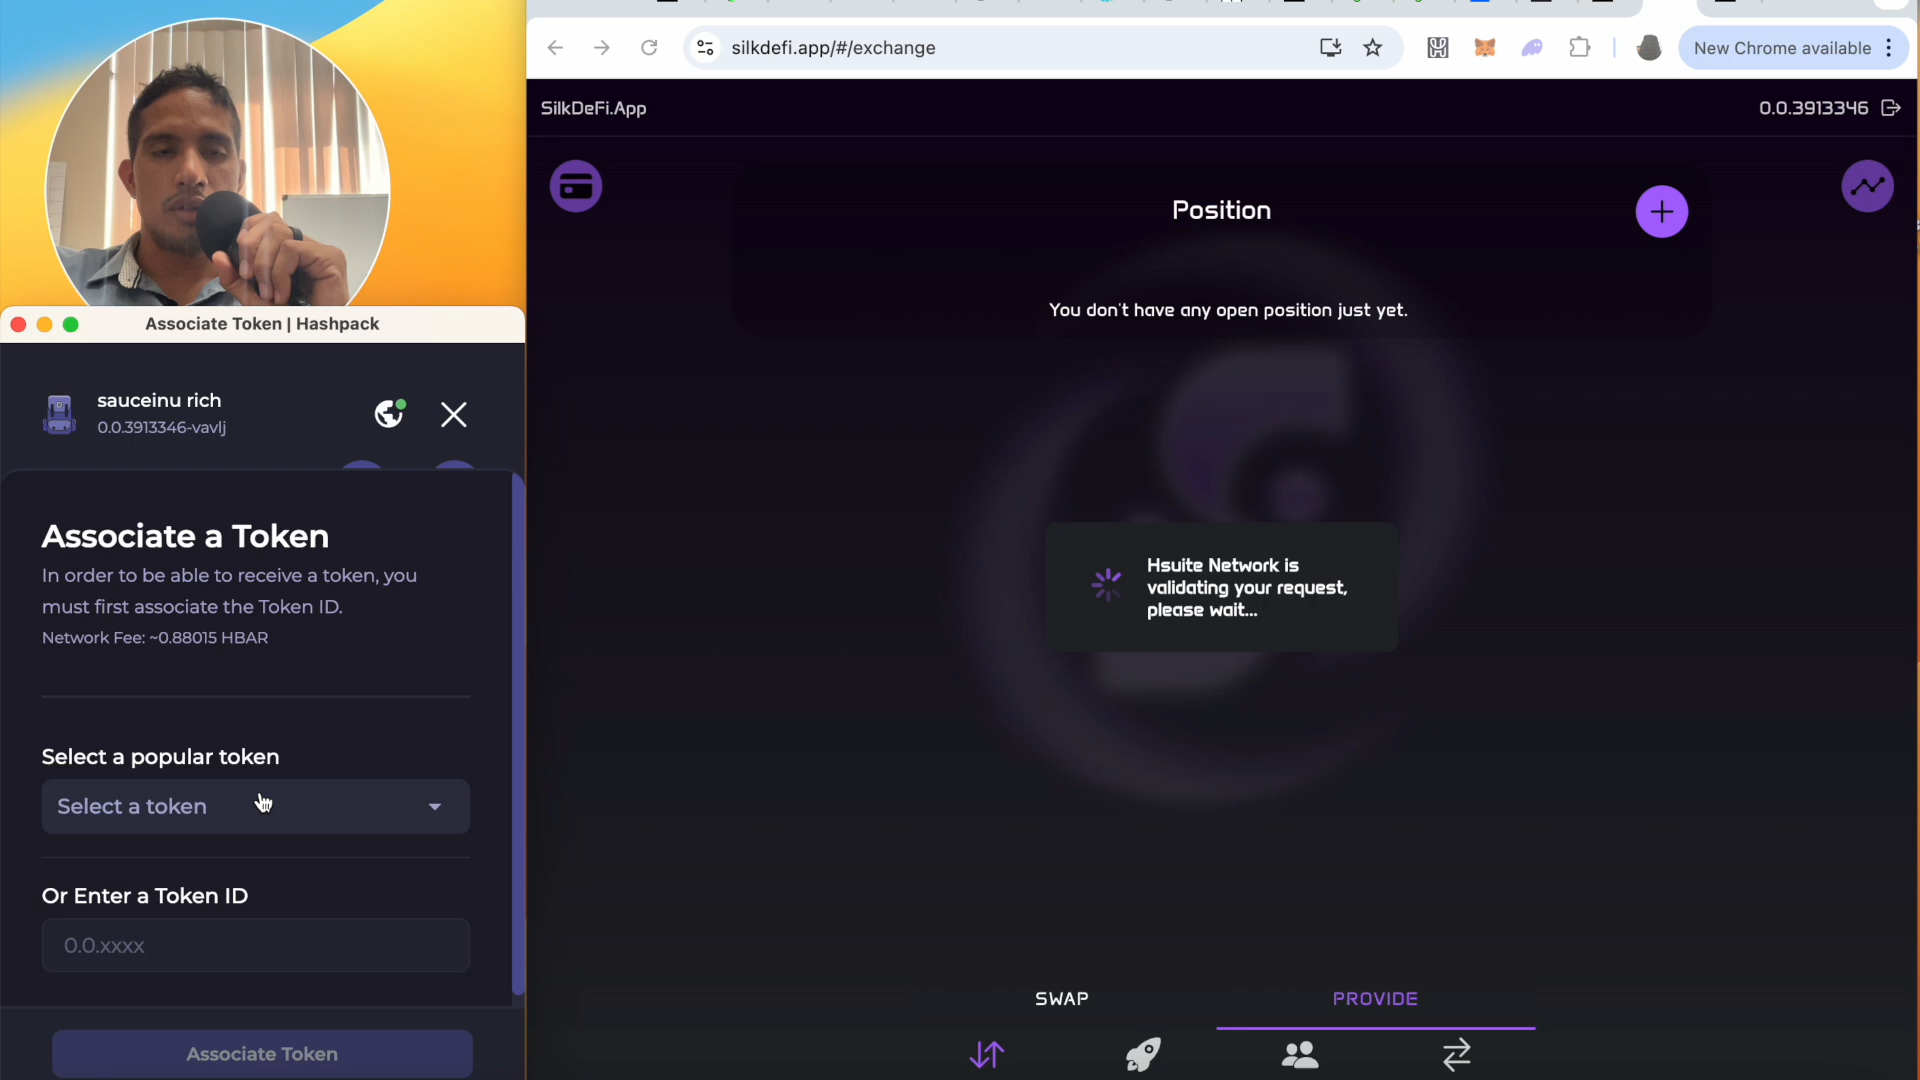 silkdefi.app/#/exchange
New Chrome available
SilkDeFi.App
0.0.3913346
Position
You don't have any open position just yet.
Hsuite Network is
validating your request,
please wait...
SWAP
PROVIDE
Associate Token | Hashpack
sauceinu rich
0.0.3913346-vavlj
Associate a Token
In order to be able to receive a token, you
must first associate the Token ID.
Network Fee: ~0.88015 HBAR
Select a popular token
Select a token
Or Enter a Token ID
0.0.xxxx
Associate Token